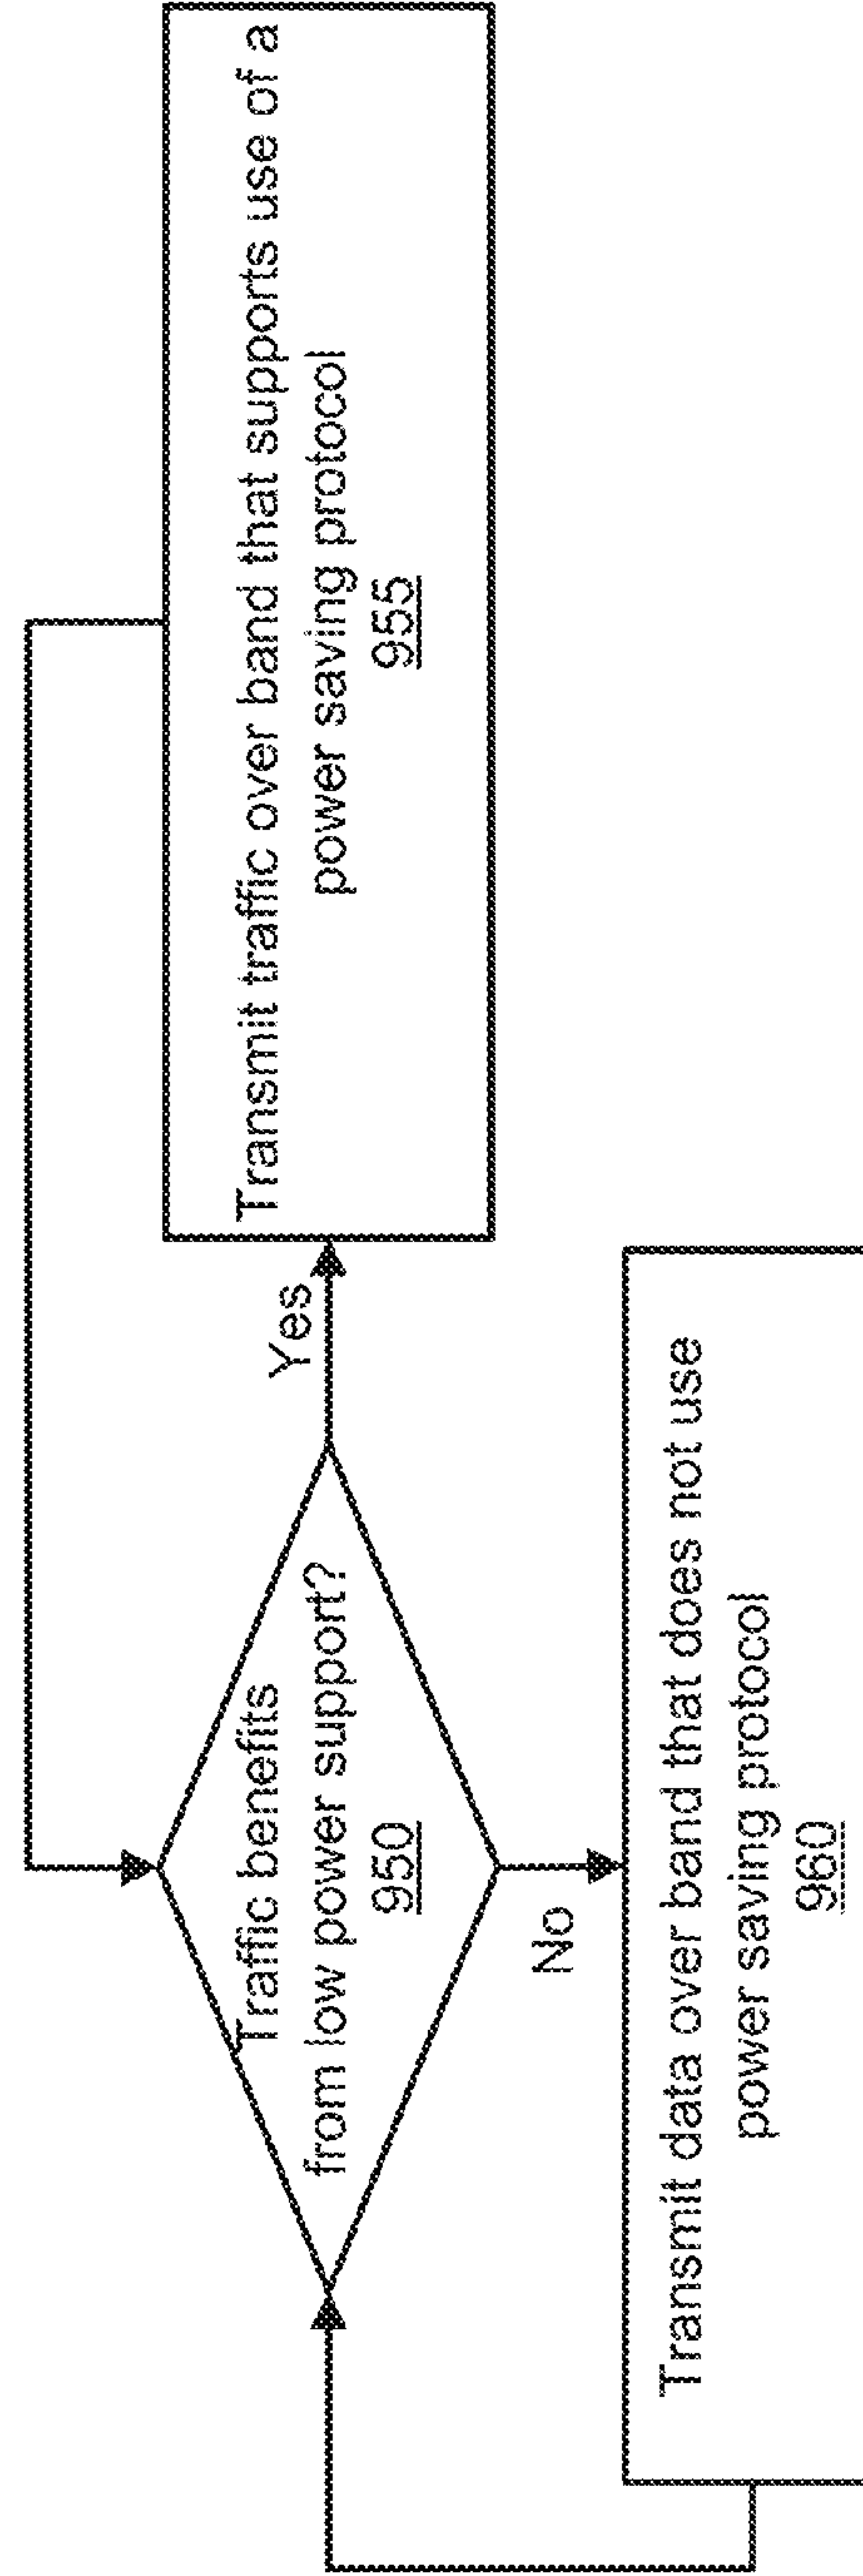 Traffic benefits
from low power support?
950
Yes
Transmit traffic over band that supports use of a
power saving protocol
955
No
Transmit data over band that does not use
power saving protocol
960